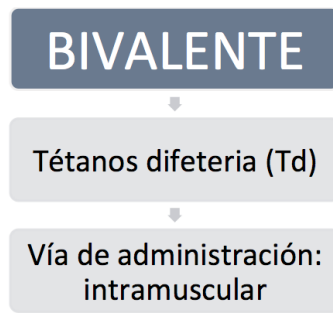 BIVALENTE
Tétanos difeteria (Td)
Vía de administración:
intramuscular